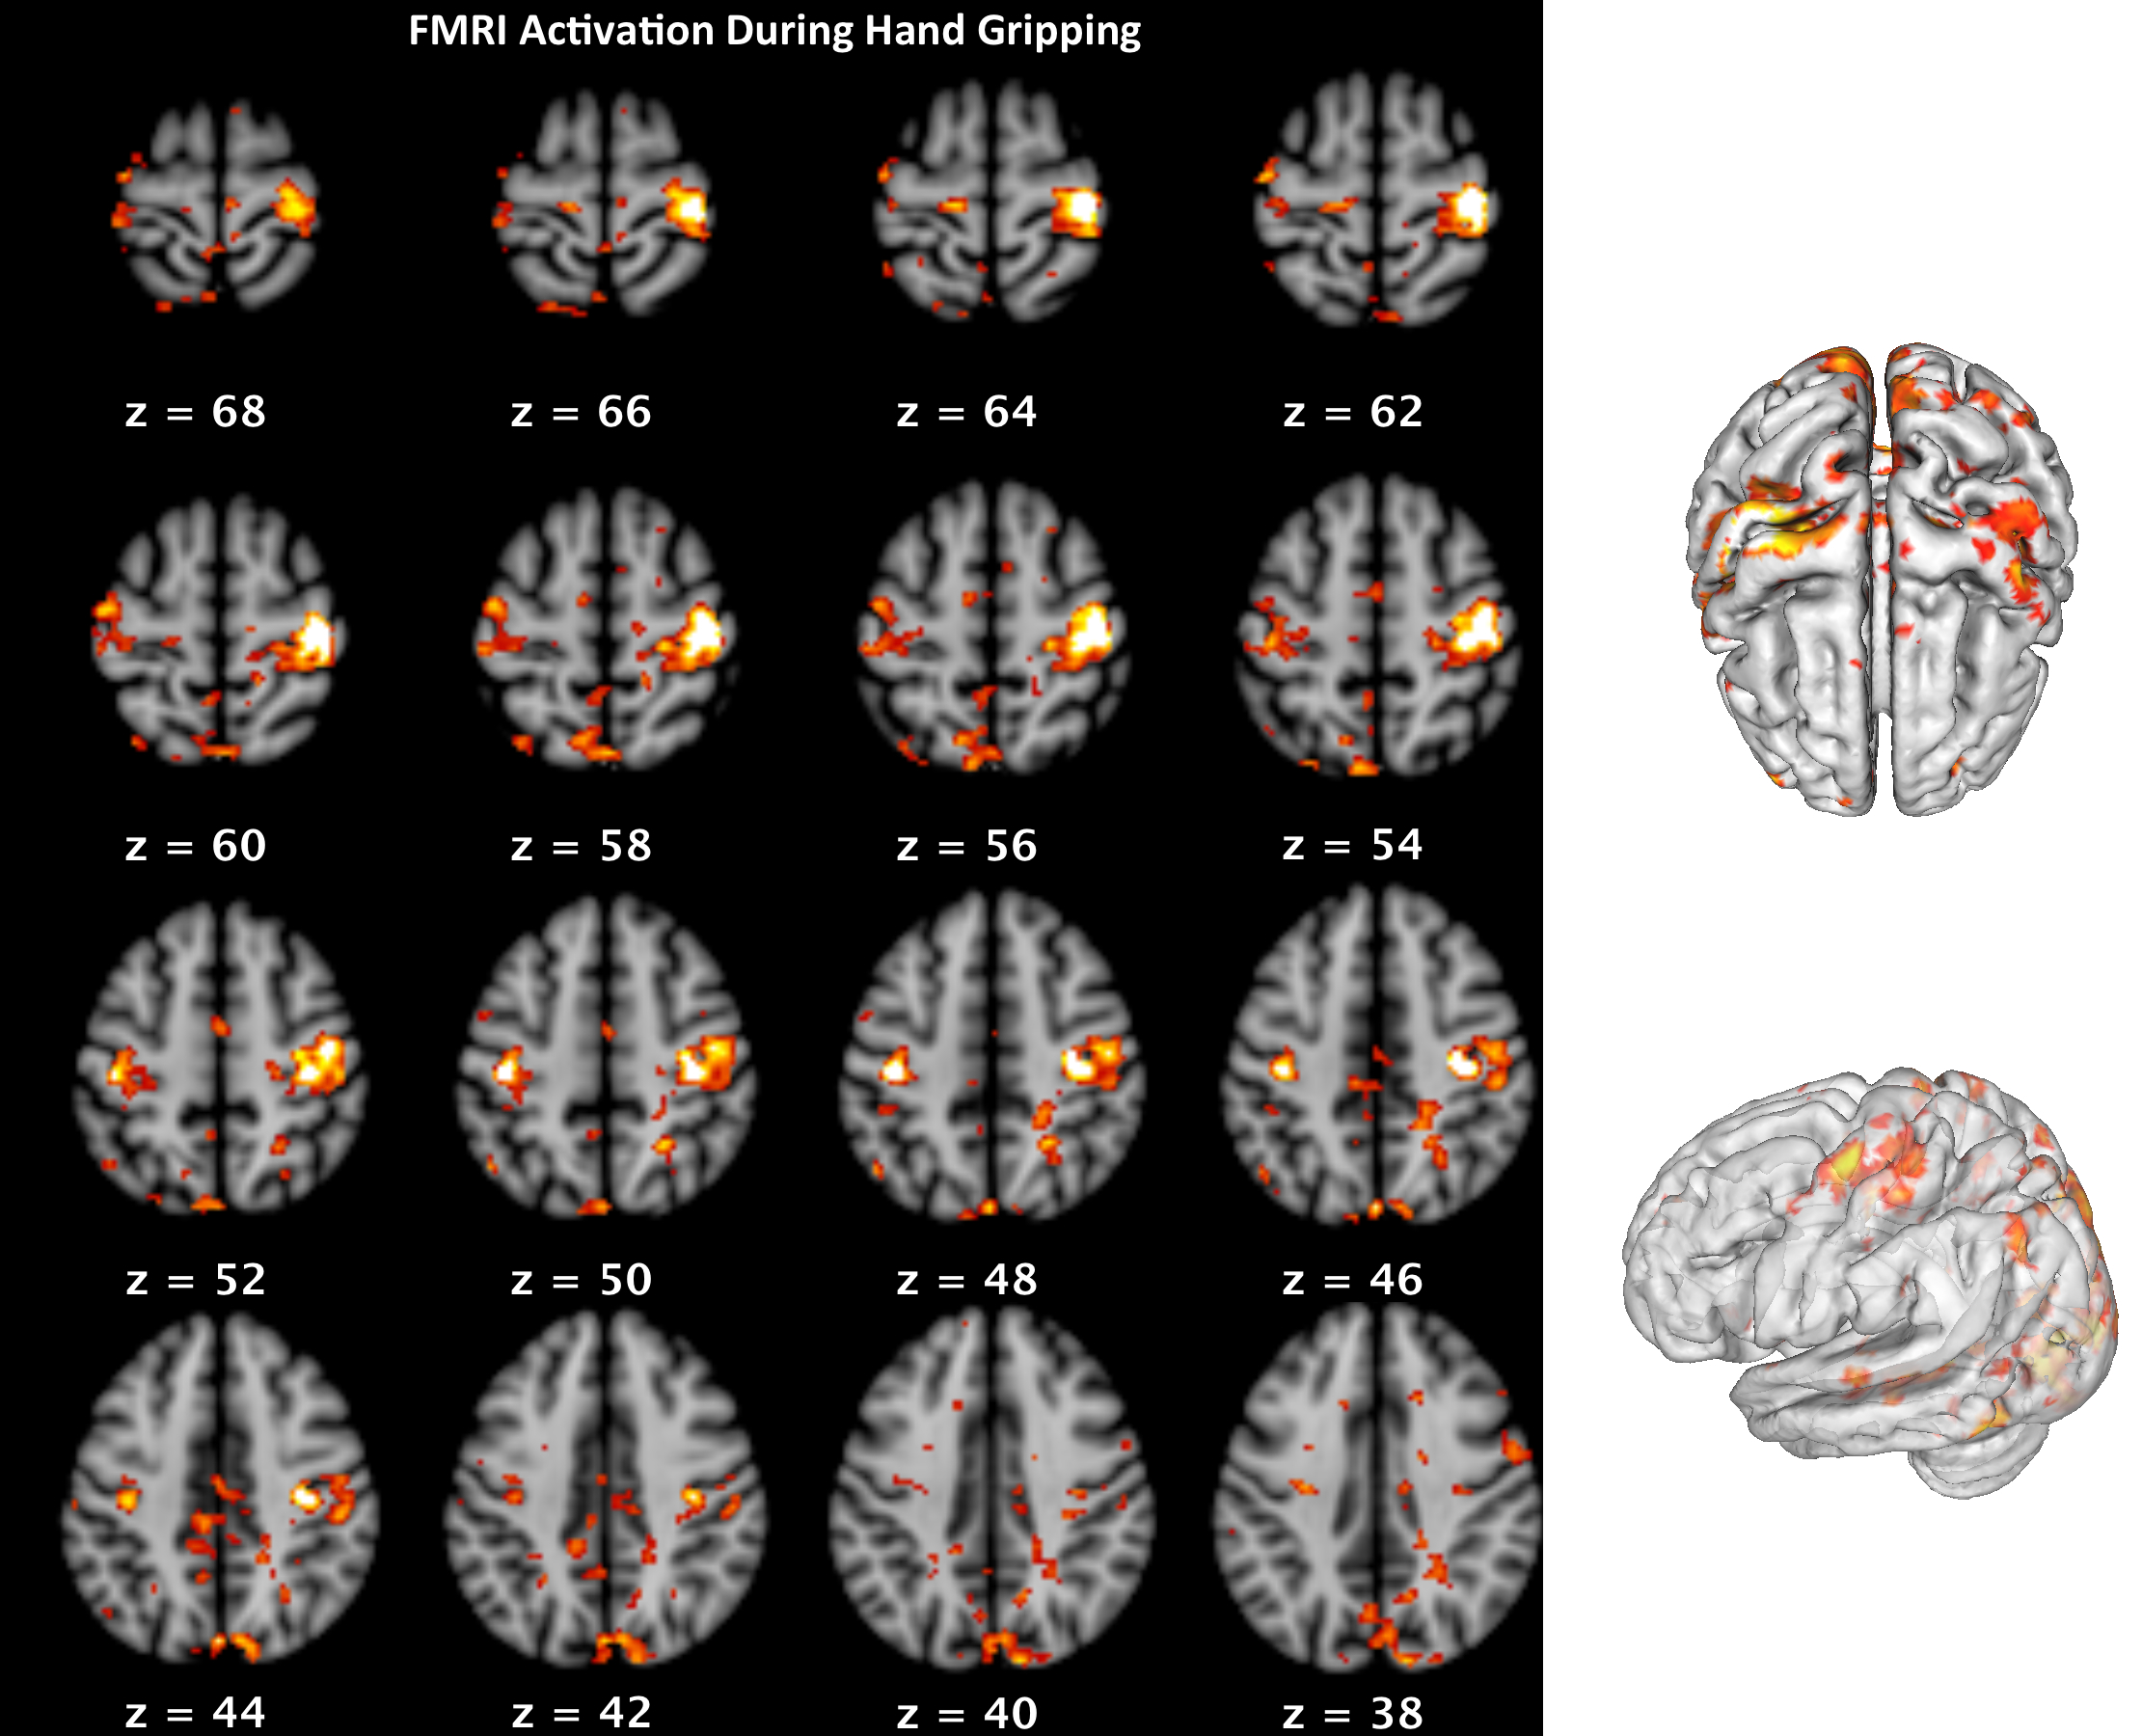 FMRI Activation During Hand Gripping
z = 68 z = 66 z = 64 z = 62
z = 60 z = 58 z = 56 z = 54
z = 52 z = 50 z = 48 z = 46
z = 44 z = 42 z = 40 z = 38